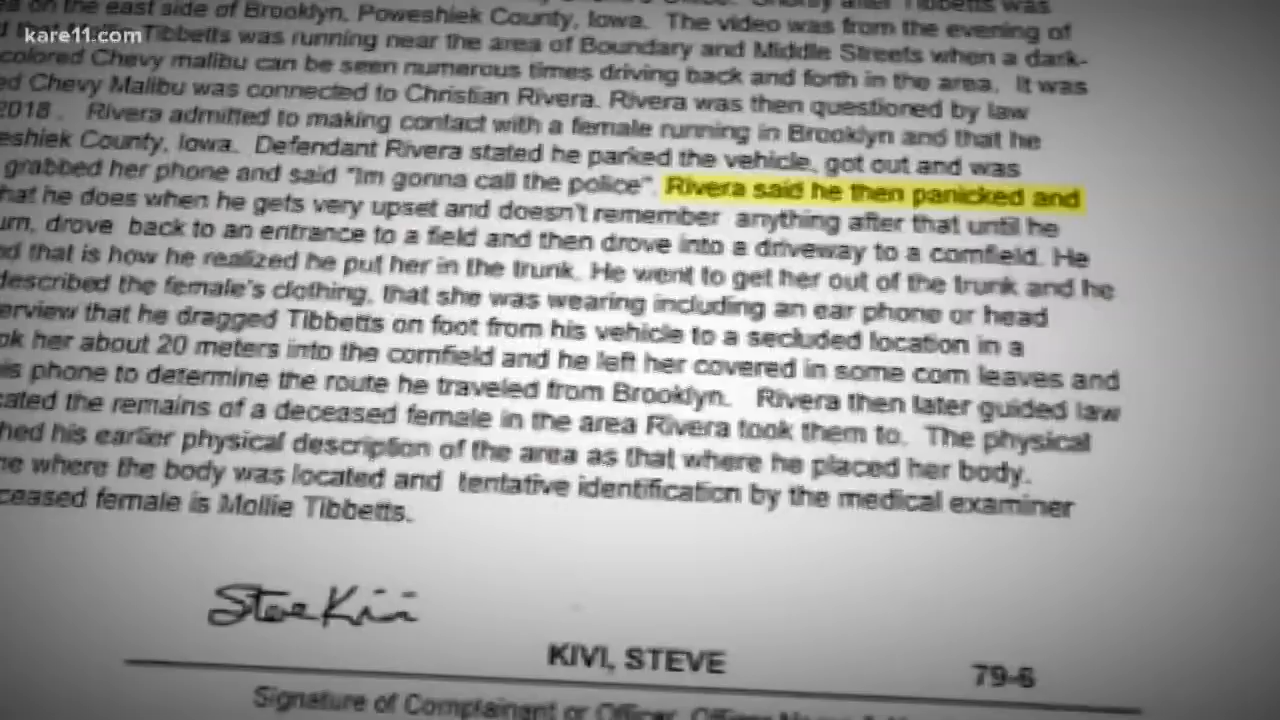 kare11.com
on the east side of Brooklyn, Poweshiek County, Iowa. The video was from the evening of
Tibbetts was running near the area of Boundary and Middle Streets when a dark-
colored Chevy malibu can be seen numerous times driving back and forth in the area. It was
ed Chevy Malibu was connected to Christian Rivera. Rivera was then questioned by law
2018 . Rivera admitted to making contact with a female running in Brooklyn and that he
eshiek County, Iowa. Defendant Rivera stated he parked the vehicle, got out and was
grabbed her phone and said "Im gonna call the police". Rivera said he then panicked and
hat he does when he gets very upset and doesn't remember anything after that until he
urn, drove back to an entrance to a field and then drove into a driveway to a cornfield. He
nd that is how he realized he put her in the trunk. He went to get her out of the trunk and he
described the female's clothing, that she was wearing including an ear phone or head
erview that he dragged Tibbetts on foot from his vehicle to a secluded location in a
ok her about 20 meters into the cornfield and he left her covered in some corn leaves and
is phone to determine the route he traveled from Brooklyn. Rivera then later guided law
cated the remains of a deceased female in the area Rivera took them to. The physical
hed his earlier physical description of the area as that where he placed her body.
ne where the body was located and tentative identification by the medical examiner
ceased female is Mollie Tibbetts.
Steve Kivi
KIVI, STEVE 79-6
Signature of Complainant or Officer, Officer Name